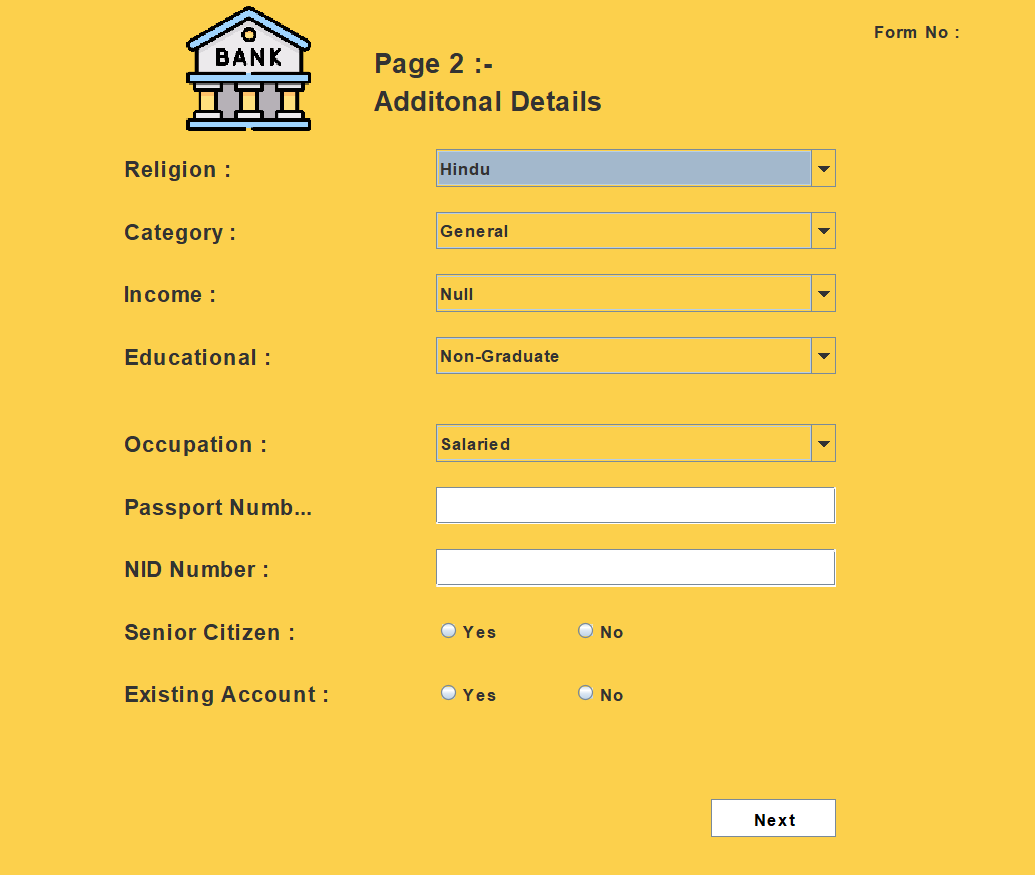 BANK
Form No :
Page 2 :-
Additonal Details
Religion : Hindu
Category : General
Income : Null
Educational : Non-Graduate
Occupation : Salaried
Passport Numb...
NID Number :
Senior Citizen : Yes No
Existing Account : Yes No
Next